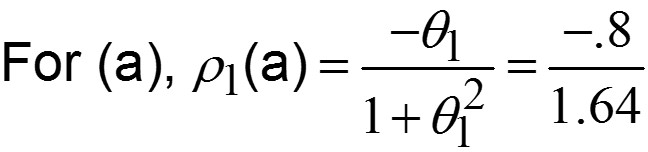 For (a), ρ₁(a) = −θ₁ / (1 + θ₁²) = −.8 / 1.64